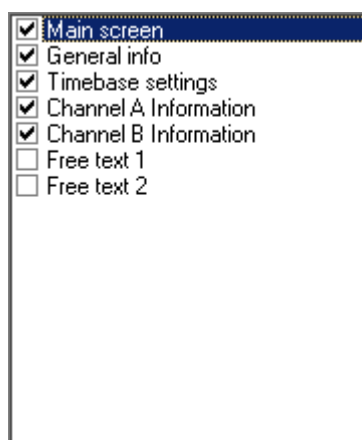 Main screen
General info
Timebase settings
Channel A Information
Channel B Information
Free text 1
Free text 2